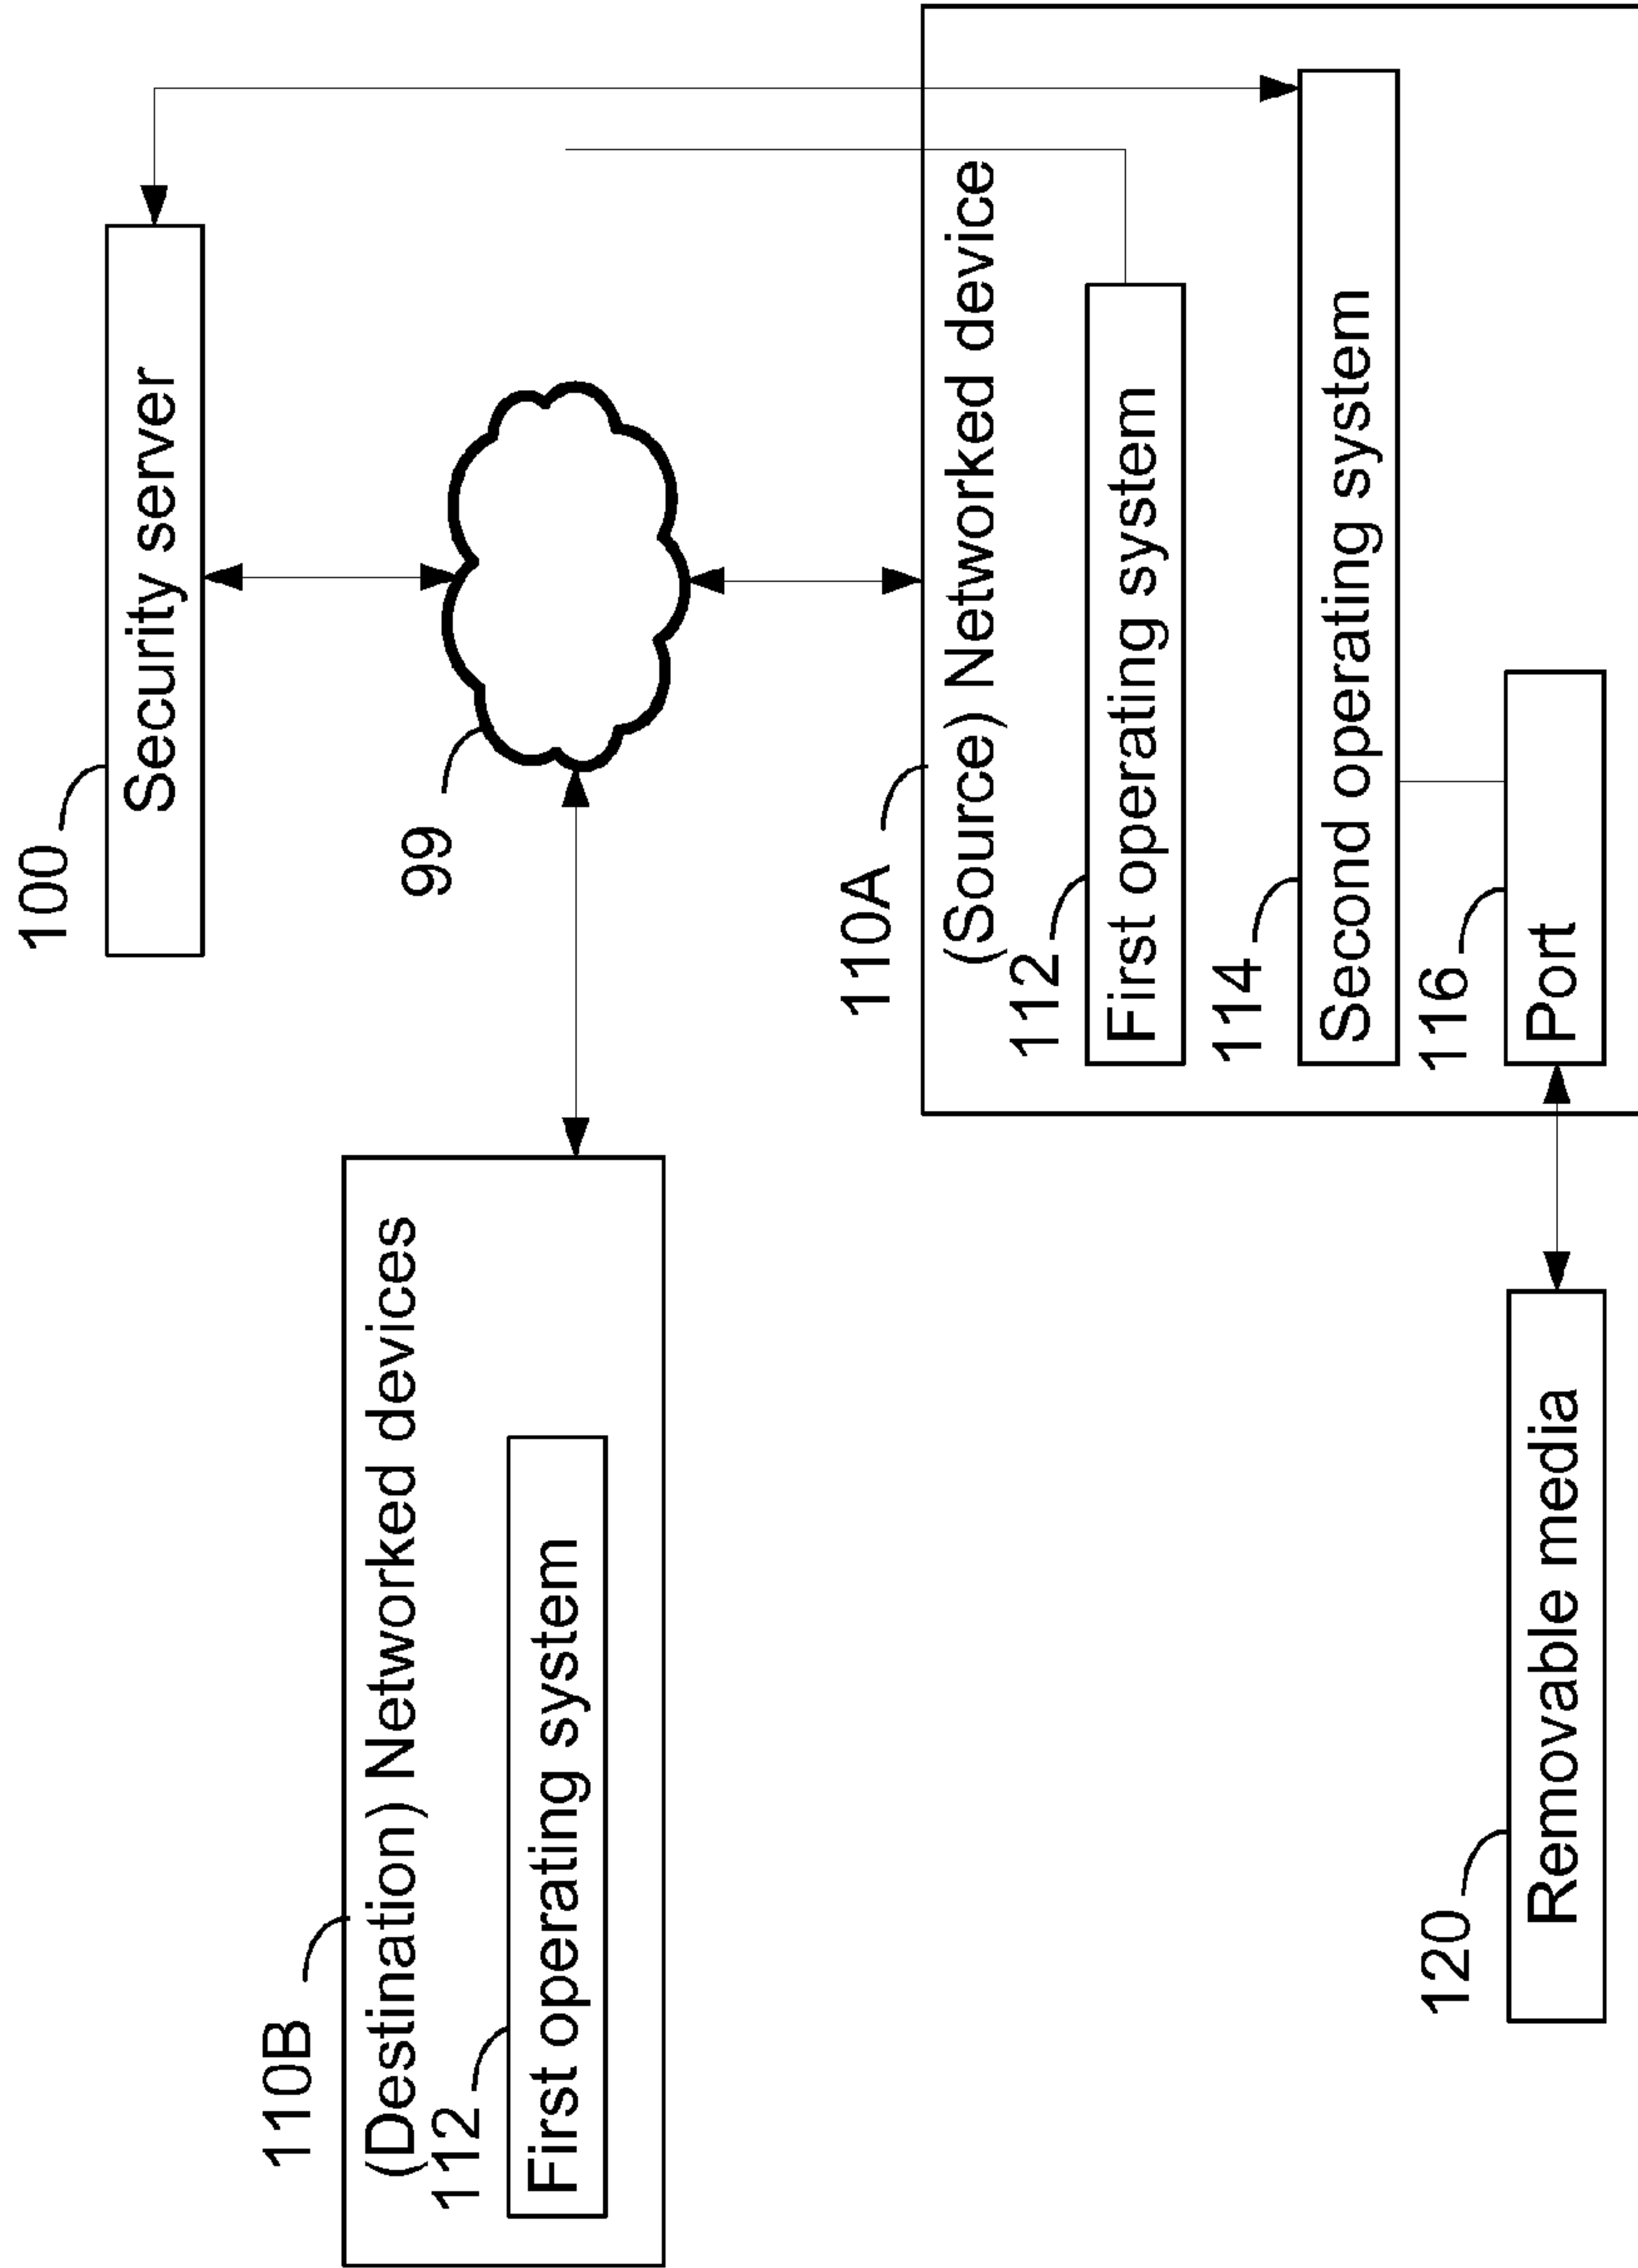 100
Security server
99
110B
(Destination) Networked devices
112
First operating system
110A
(Source) Networked device
112
First operating system
114
Second operating system
116
Port
120
Removable media